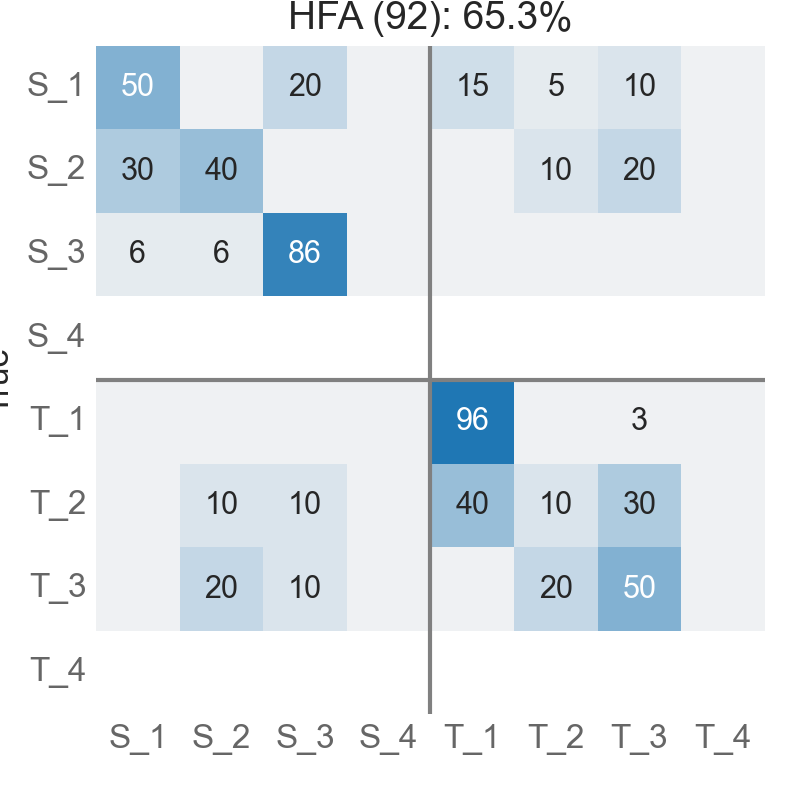 HFA (92): 65.3%
S_1 50 20 15 5 10
S_2 30 40 10 20
S_3 6 6 86
S_4
T_1 96 3
T_2 10 10 40 10 30
T_3 20 10 20 50
T_4
S_1 S_2 S_3 S_4 T_1 T_2 T_3 T_4